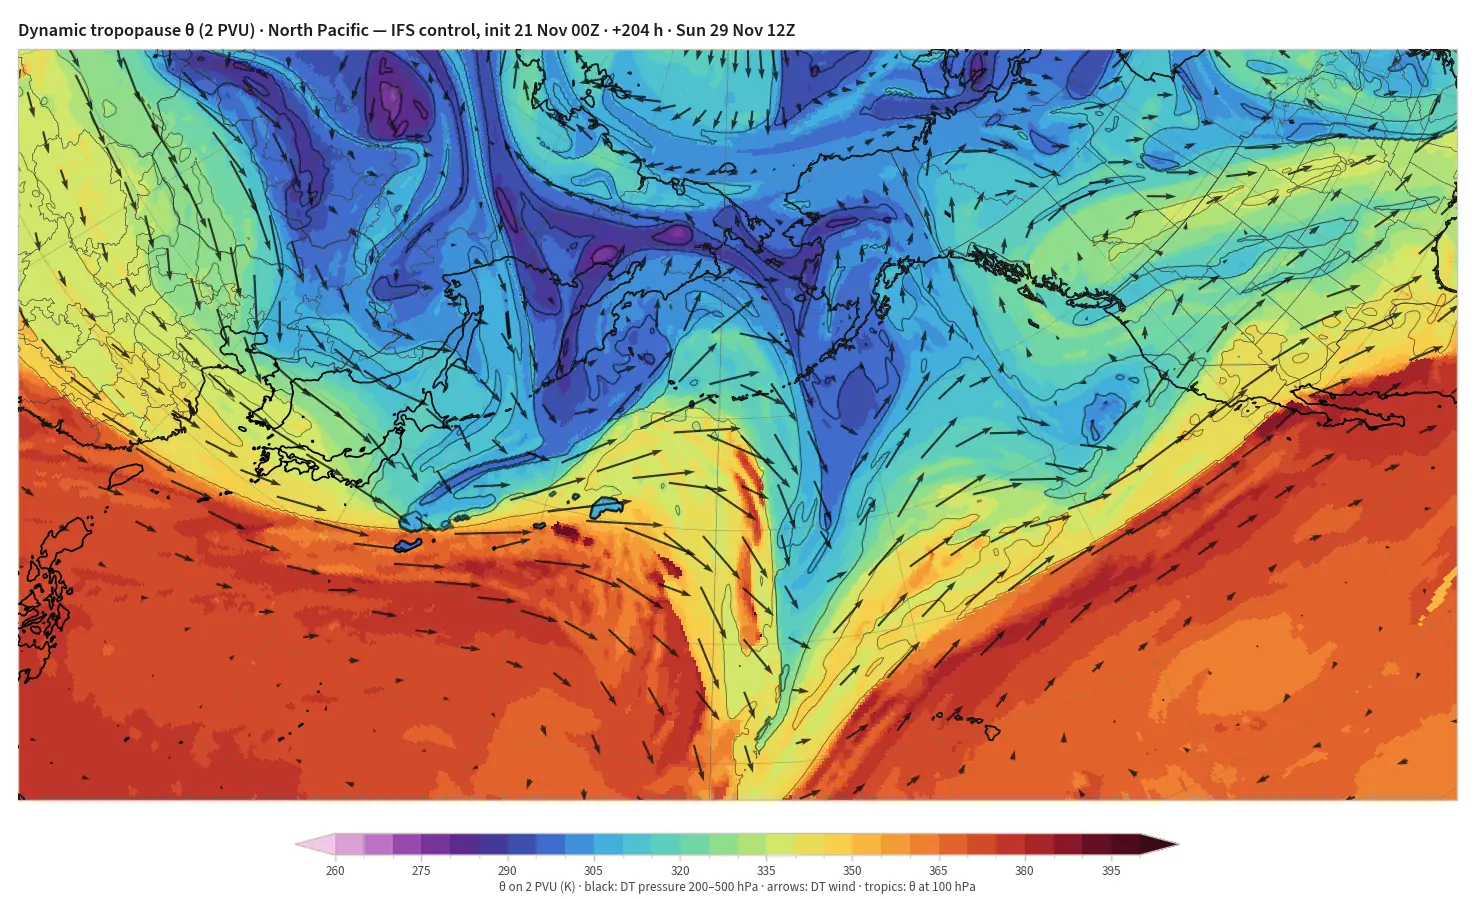 Dynamic tropopause θ (2 PVU) · North Pacific — IFS control, init 21 Nov 00Z · +204 h · Sun 29 Nov 12Z
260 275 290 305 320 335 350 365 380 395
θ on 2 PVU (K) · black: DT pressure 200–500 hPa · arrows: DT wind · tropics: θ at 100 hPa